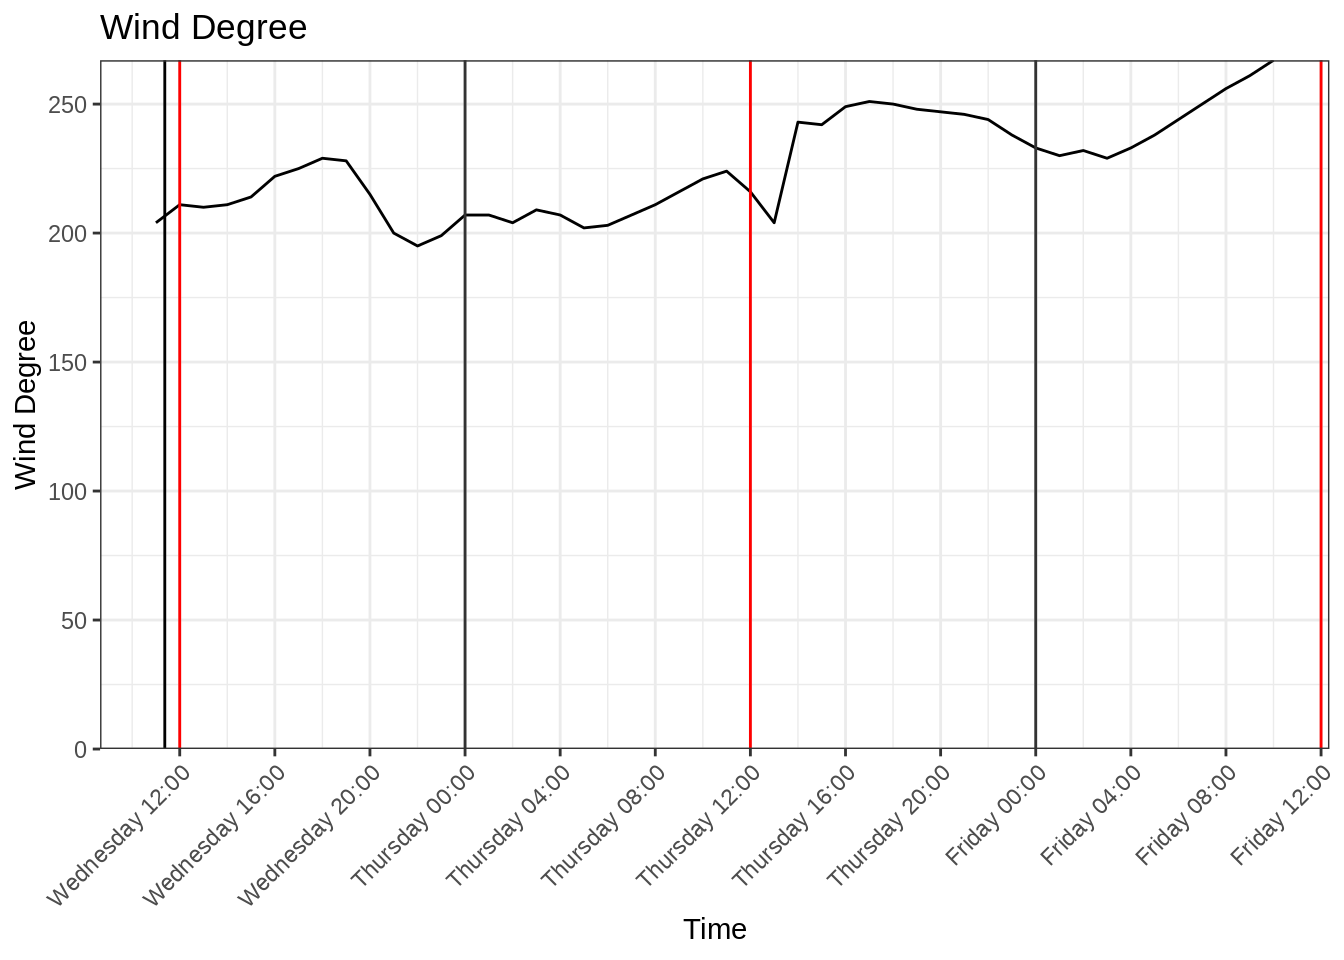 Wind Degree
Wind Degree
250
200
150
100
50
0
Wednesday 12:00
Wednesday 16:00
Wednesday 20:00
Thursday 00:00
Thursday 04:00
Thursday 08:00
Thursday 12:00
Thursday 16:00
Thursday 20:00
Friday 00:00
Friday 04:00
Friday 08:00
Friday 12:00
Time